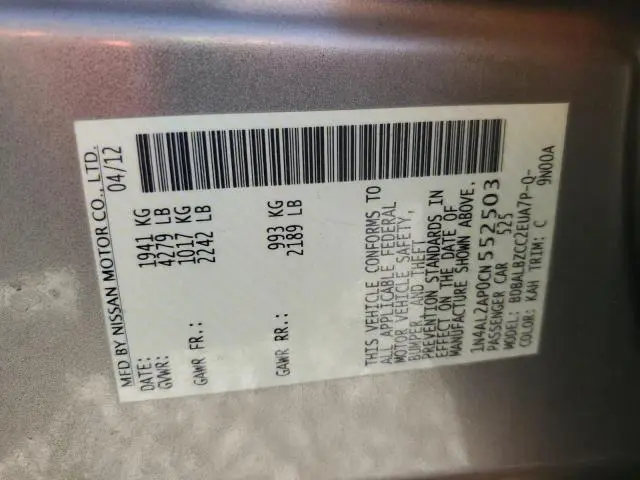 MFD BY NISSAN MOTOR CO., LTD.
DATE: 04/12
GVWR: 1941 KG
4279 LB
GAWR FR.: 1017 KG
2242 LB
GAWR RR.: 993 KG
2189 LB
THIS VEHICLE CONFORMS TO
ALL APPLICABLE FEDERAL
MOTOR VEHICLE SAFETY,
BUMPER, AND THEFT
PREVENTION STANDARDS IN
EFFECT ON THE DATE OF
MANUFACTURE SHOWN ABOVE.
1N4AL2AP0CN552503
PASSENGER CAR 525
MODEL: BDBALBZCC2EUA7P-Q-
COLOR: KAH TRIM: C 9N00A